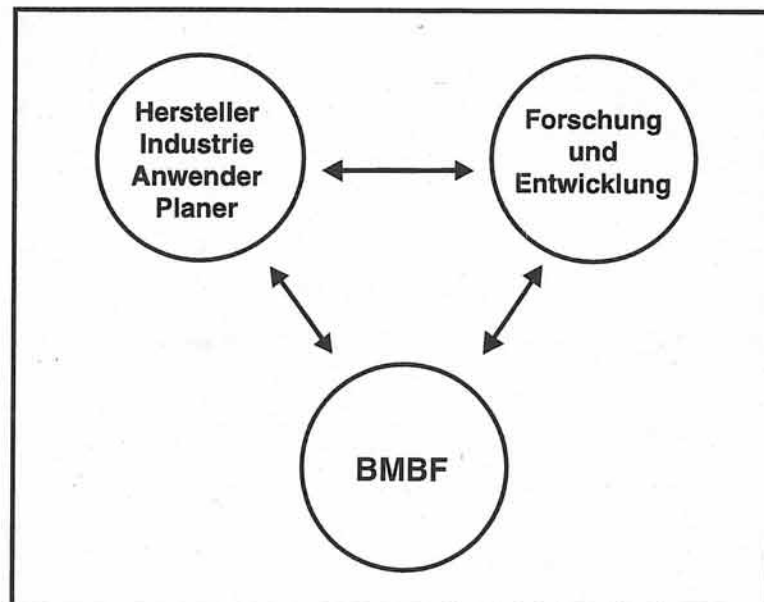 Hersteller
Industrie
Anwender
Planer
Forschung
und
Entwicklung
BMBF